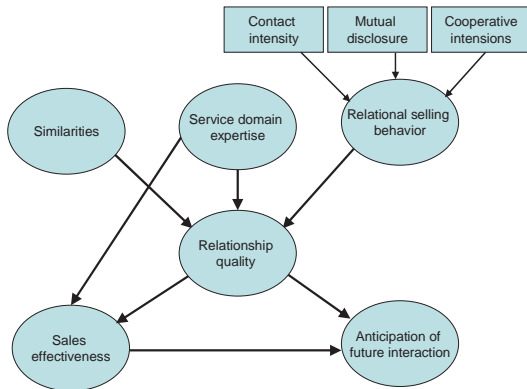 Contact
intensity
Mutual
disclosure
Cooperative
intensions
Similarities
Service domain
expertise
Relational selling
behavior
Relationship
quality
Sales
effectiveness
Anticipation of
future interaction